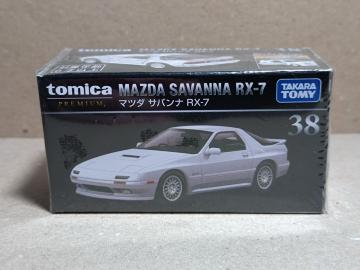 tomica MAZDA SAVANNA RX-7
PREMIUM マツダ サバンナ RX-7
TAKARA TOMY
38